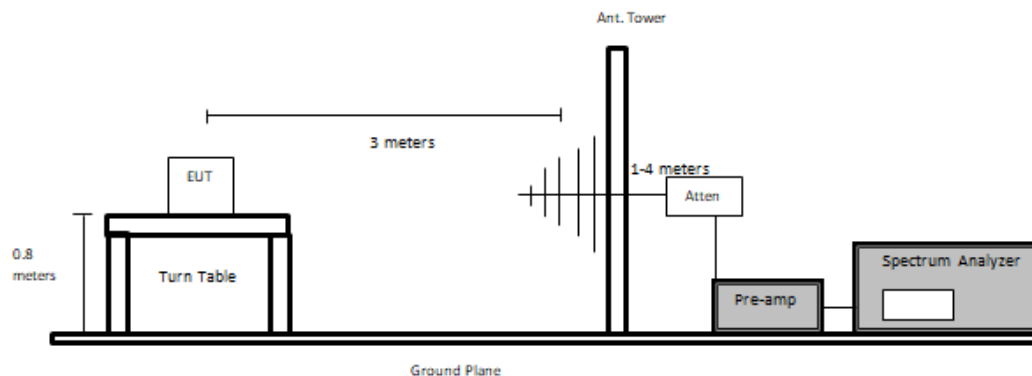 Ant. Tower
3 meters
1-4 meters
EUT
Atten
0.8
meters
Turn Table
Spectrum Analyzer
Pre-amp
Ground Plane